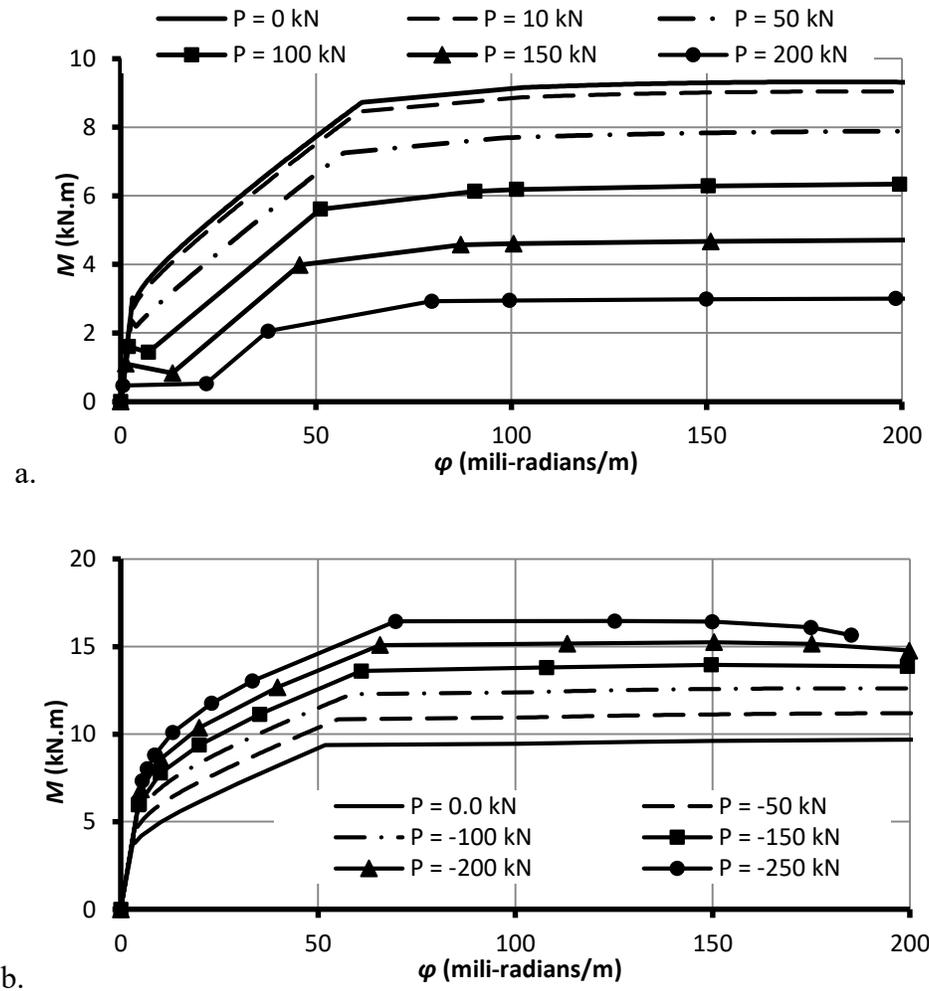 P = 0 kN P = 10 kN P = 50 kN
P = 100 kN P = 150 kN P = 200 kN
10
8
6
4
2
0
M (kN.m)
0 50 100 150 200
φ (mili-radians/m)
a.
20
15
10
5
0
M (kN.m)
P = 0.0 kN P = -50 kN
P = -100 kN P = -150 kN
P = -200 kN P = -250 kN
0 50 100 150 200
φ (mili-radians/m)
b.